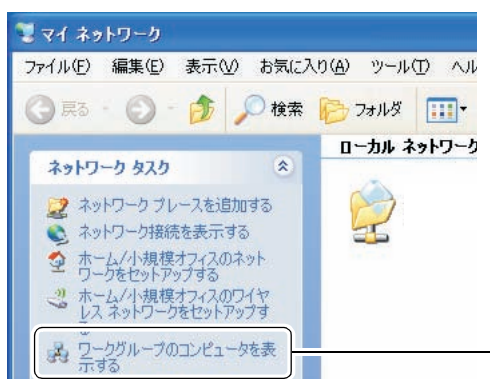 マイ ネットワーク
ファイル(F) 編集(E) 表示(V) お気に入り(A) ツール(T) ヘル
戻る 検索 フォルダ
ローカル ネットワーク
ネットワーク タスク
ネットワーク プレースを追加する
ネットワーク接続を表示する
ホーム/小規模オフィスのネット
ワークをセットアップする
ホーム/小規模オフィスのワイヤ
レス ネットワークをセットアップす
ワークグループのコンピュータを表
示する